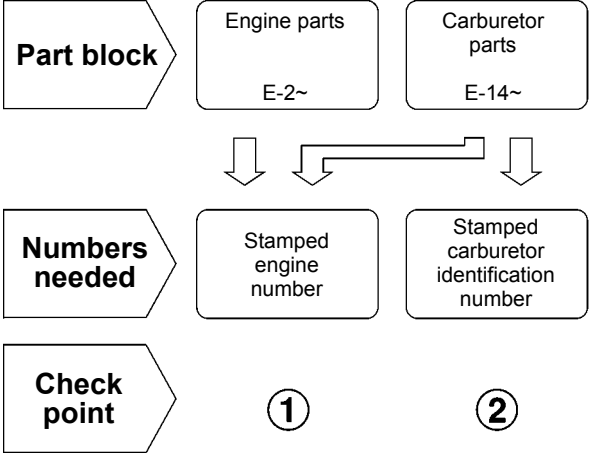 Part block
Engine parts
E-2~
Carburetor
parts
E-14~
Numbers
needed
Stamped
engine
number
Stamped
carburetor
identification
number
Check
point
①
②